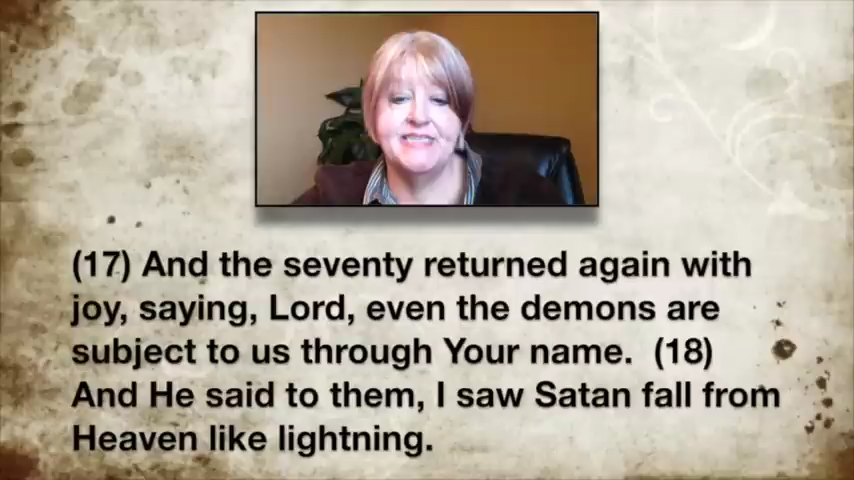 (17) And the seventy returned again with
joy, saying, Lord, even the demons are
subject to us through Your name.  (18)
And He said to them, I saw Satan fall from
Heaven like lightning.